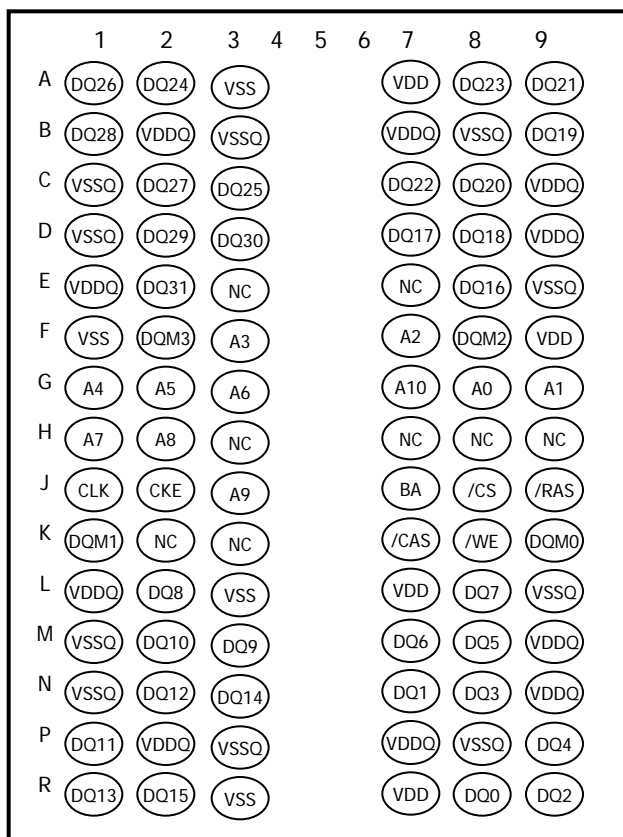 1 2 3 4 5 6 7 8 9
A DQ26 DQ24 VSS VDD DQ23 DQ21
B DQ28 VDDQ VSSQ VDDQ VSSQ DQ19
C VSSQ DQ27 DQ25 DQ22 DQ20 VDDQ
D VSSQ DQ29 DQ30 DQ17 DQ18 VDDQ
E VDDQ DQ31 NC NC DQ16 VSSQ
F VSS DQM3 A3 A2 DQM2 VDD
G A4 A5 A6 A10 A0 A1
H A7 A8 NC NC NC NC
J CLK CKE A9 BA /CS /RAS
K DQM1 NC NC /CAS /WE DQM0
L VDDQ DQ8 VSS VDD DQ7 VSSQ
M VSSQ DQ10 DQ9 DQ6 DQ5 VDDQ
N VSSQ DQ12 DQ14 DQ1 DQ3 VDDQ
P DQ11 VDDQ VSSQ VDDQ VSSQ DQ4
R DQ13 DQ15 VSS VDD DQ0 DQ2